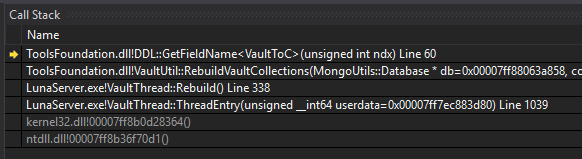 Call Stack
Name
ToolsFoundation.dll!DDL::GetFieldName<VaultToC>(unsigned int ndx) Line 60
ToolsFoundation.dll!VaultUtil::RebuildVaultCollections(MongoUtils::Database * db=0x00007ff88063a858, co
LunaServer.exe!VaultThread::Rebuild() Line 338
LunaServer.exe!VaultThread::ThreadEntry(unsigned __int64 userdata=0x00007ff7ec883d80) Line 1039
kernel32.dll!00007ff8b0d28364()
ntdll.dll!00007ff8b36f70d1()